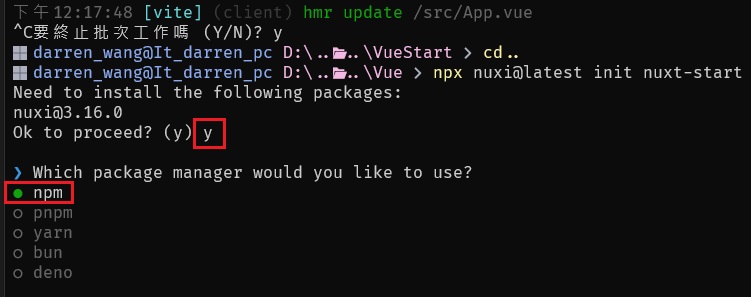 下午12:17:48 [vite] (client) hmr update /src/App.vue
^C要終止批次工作嗎 (Y/N)? y
darren_wang@It_darren_pc D:\..\..\VueStart > cd..
darren_wang@It_darren_pc D:\..\..\Vue > npx nuxi@latest init nuxt-start
Need to install the following packages:
nuxi@3.16.0
Ok to proceed? (y) y
❯ Which package manager would you like to use?
● npm
○ pnpm
○ yarn
○ bun
○ deno